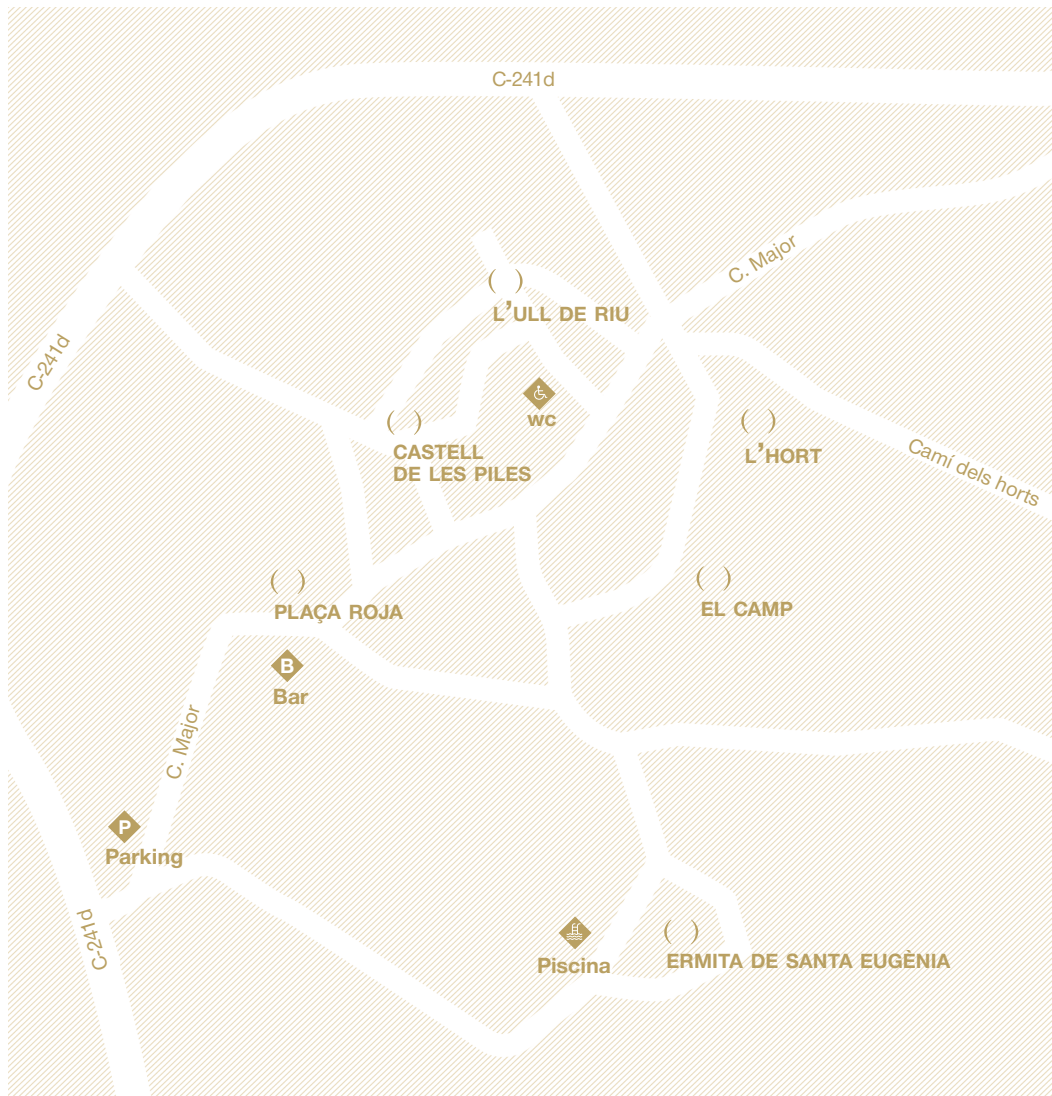 C-241d
C. Major
( )
L’ULL DE RIU
C-241d
wc
( )
CASTELL
DE LES PILES
( )
L’HORT
Camí dels horts
( )
PLAÇA ROJA
( )
EL CAMP
B
Bar
C. Major
P
Parking
C-241d
Piscina
( )
ERMITA DE SANTA EUGÈNIA